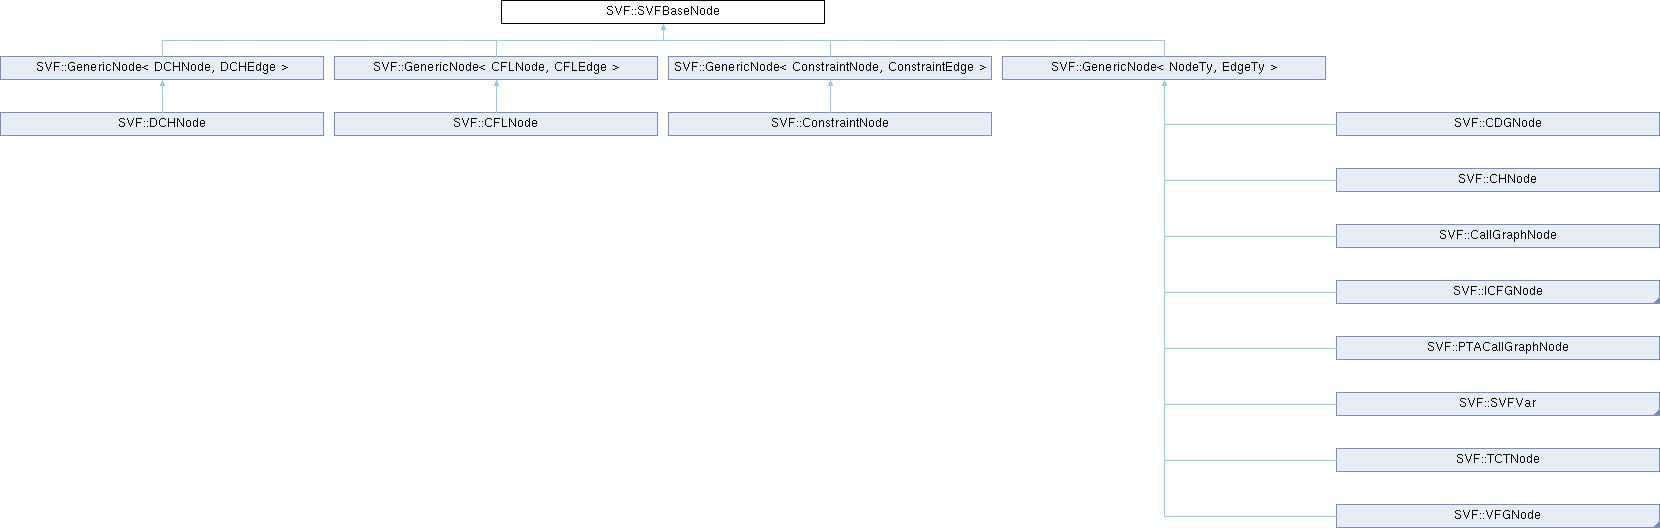 SVF::SVFBaseNode
SVF::GenericNode< DCHNode, DCHEdge >
SVF::GenericNode< CFLNode, CFLEdge >
SVF::GenericNode< ConstraintNode, ConstraintEdge >
SVF::GenericNode< NodeTy, EdgeTy >
SVF::DCHNode
SVF::CFLNode
SVF::ConstraintNode
SVF::CDGNode
SVF::CHNode
SVF::CallGraphNode
SVF::ICFGNode
SVF::PTACallGraphNode
SVF::SVFVar
SVF::TCTNode
SVF::VFGNode